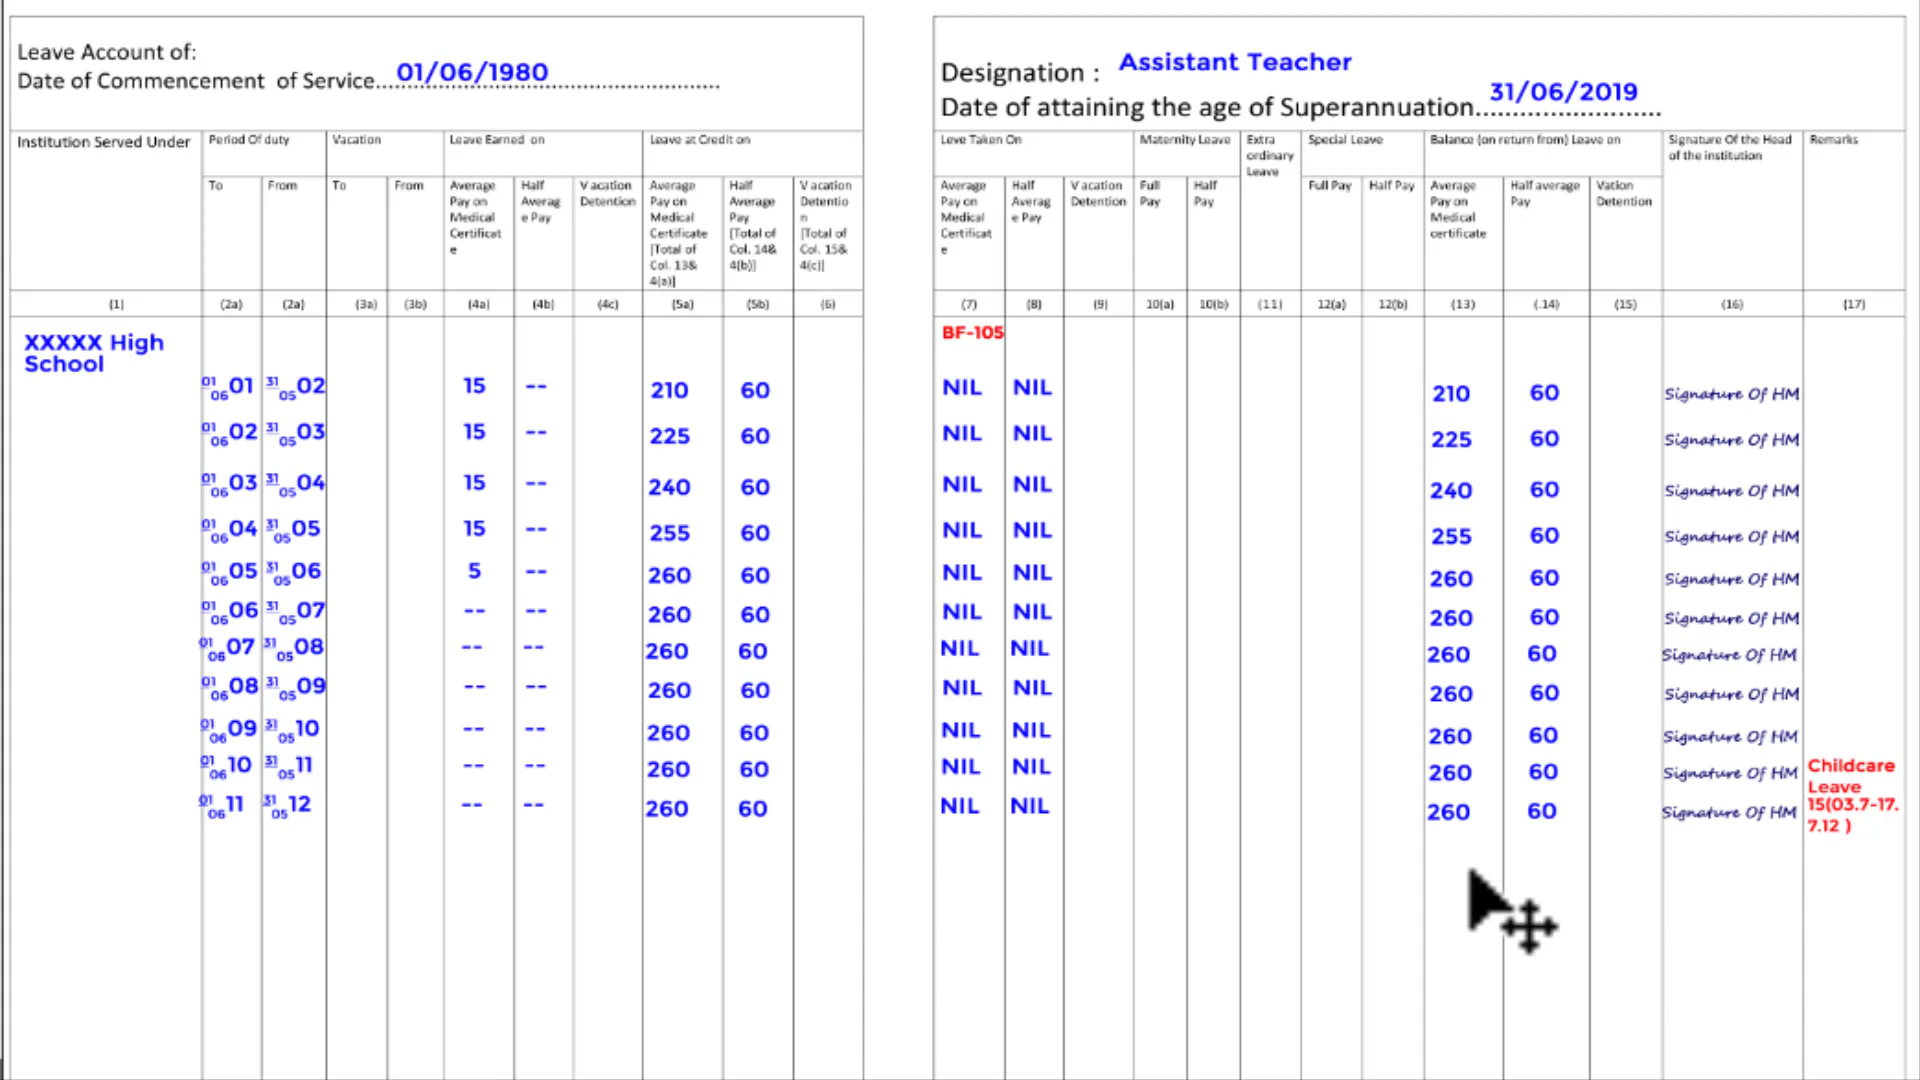 Leave Account of:
Date of Commencement of Service.......01/06/1980.......
Designation : Assistant Teacher
Date of attaining the age of Superannuation.......31/06/2019.......
Institution Served Under Period Of duty Vacation Leave Earned on Leave at Credit on
To From To From Average Pay on Medical Certificat e Half Averag e Pay Vacation Detention Average Pay on Medical Certificate [Total of Col. 13& 4(a)] Half Average Pay [Total of Col. 14& 4(b)] Vacation Detentio n [Total of Col. 15& 4(c)]
(1) (2a) (2a) (3a) (3b) (4a) (4b) (4c) (5a) (5b) (6)
Leve Taken On Maternity Leave Extra ordinary Leave Special Leave Balance (on return from) Leave on Signature Of the Head of the institution Remarks
Average Pay on Medical Certificat e Half Averag e Pay Vacation Detention Full Pay Half Pay Full Pay Half Pay Average Pay on Medical certificate Half average Pay Vation Detention
(7) (8) (9) 10(a) 10(b) (11) 12(a) 12(b) (13) (.14) (15) (16) (17)
XXXXX High
School
BF-105
01 06 01 31 05 02 15 -- 210 60 NIL NIL 210 60 Signature Of HM
01 06 02 31 05 03 15 -- 225 60 NIL NIL 225 60 Signature Of HM
01 06 03 31 05 04 15 -- 240 60 NIL NIL 240 60 Signature Of HM
01 06 04 31 05 05 15 -- 255 60 NIL NIL 255 60 Signature Of HM
01 06 05 31 05 06 5 -- 260 60 NIL NIL 260 60 Signature Of HM
01 06 06 31 05 07 -- -- 260 60 NIL NIL 260 60 Signature Of HM
01 06 07 31 05 08 -- -- 260 60 NIL NIL 260 60 Signature Of HM
01 06 08 31 05 09 -- -- 260 60 NIL NIL 260 60 Signature Of HM
01 06 09 31 05 10 -- -- 260 60 NIL NIL 260 60 Signature Of HM
01 06 10 31 05 11 -- -- 260 60 NIL NIL 260 60 Signature Of HM
01 06 11 31 05 12 -- -- 260 60 NIL NIL 260 60 Signature Of HM
Childcare
Leave
15(03.7-17.
7.12 )